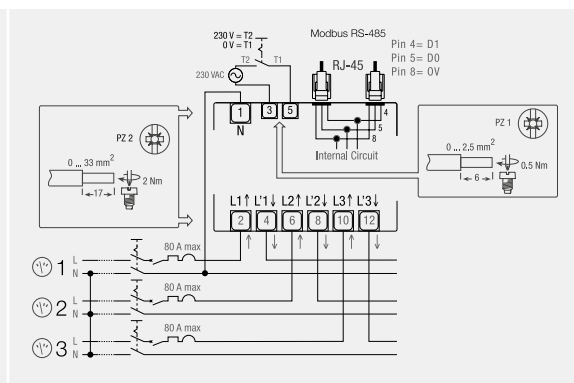 230 V = T2
0 V = T1
T2 T1
230 VAC
Modbus RS-485
RJ-45
Pin 4= D1
Pin 5= D0
Pin 8= 0V
1 3 5
N
4
5
8
Internal Circuit
PZ 2
0 ... 33 mm²
2 Nm
17
PZ 1
0 ... 2.5 mm²
0.5 Nm
6
L1↑ L'1↓ L2↑ L'2↓ L3↑ L'3↓
2 4 6 8 10 12
80 A max
1 L
N
80 A max
2 L
N
80 A max
3 L
N